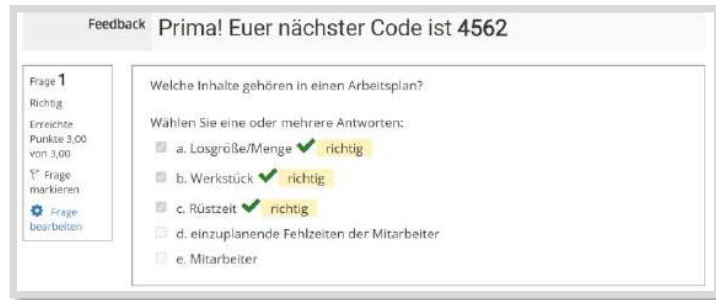 Feedback Prima! Euer nächster Code ist 4562
Frage 1
Richtig
Erreichte
Punkte 3,00
von 3,00
Frage
markieren
Frage
bearbeiten
Welche Inhalte gehören in einen Arbeitsplan?
Wählen Sie eine oder mehrere Antworten:
a. Losgröße/Menge richtig
b. Werkstück richtig
c. Rüstzeit richtig
d. einzuplanende Fehlzeiten der Mitarbeiter
e. Mitarbeiter